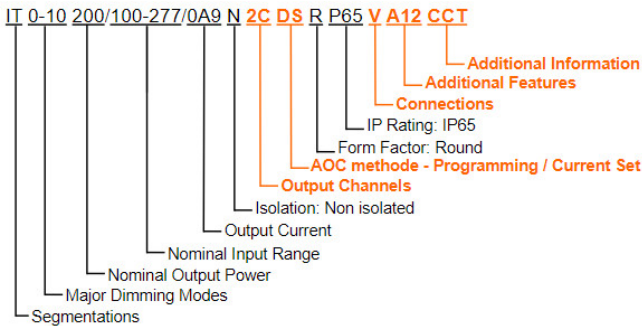 IT 0-10 200/100-277/0A9 N 2C DS R P65 V A12 CCT
Additional Information
Additional Features
Connections
IP Rating: IP65
Form Factor: Round
AOC methode - Programming / Current Set
Output Channels
Isolation: Non isolated
Output Current
Nominal Input Range
Nominal Output Power
Major Dimming Modes
Segmentations